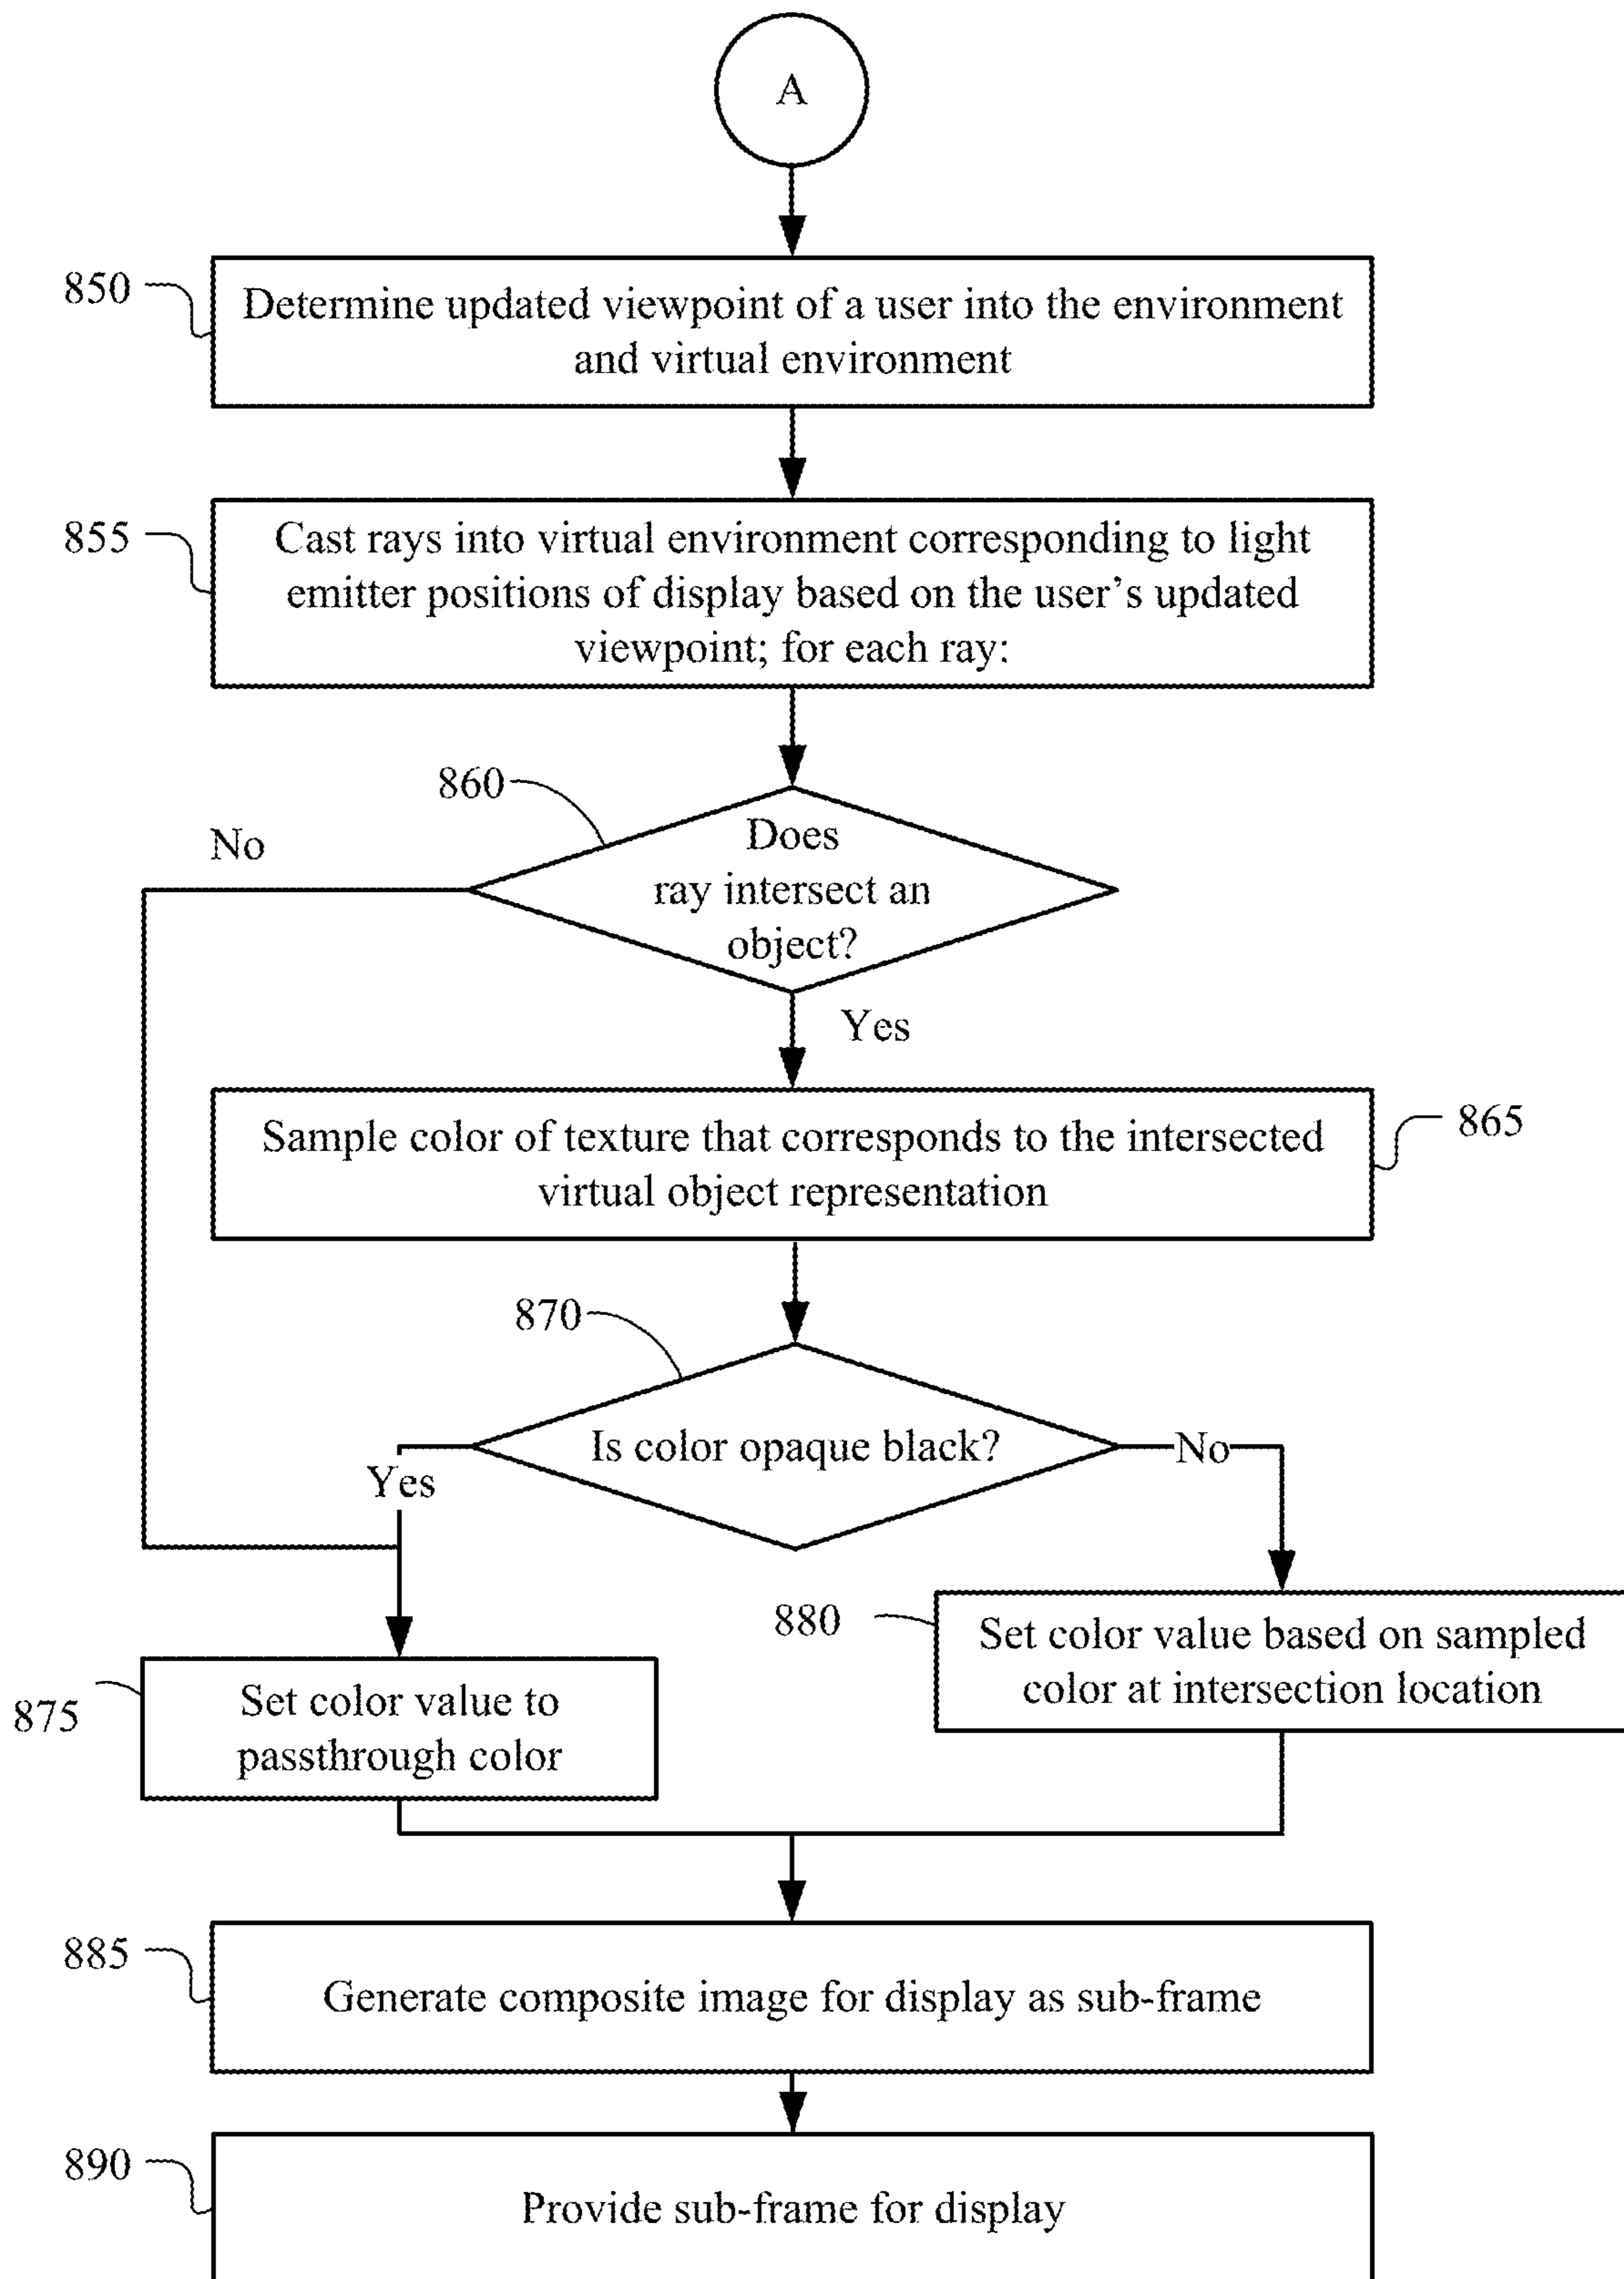 A
850
Determine updated viewpoint of a user into the environment
and virtual environment
855
Cast rays into virtual environment corresponding to light
emitter positions of display based on the user’s updated
viewpoint; for each ray:
860
No
Does
ray intersect an
object?
Yes
Sample color of texture that corresponds to the intersected
virtual object representation
865
870
Is color opaque black?
Yes
No
880
Set color value based on sampled
color at intersection location
875
Set color value to
passthrough color
885
Generate composite image for display as sub-frame
890
Provide sub-frame for display